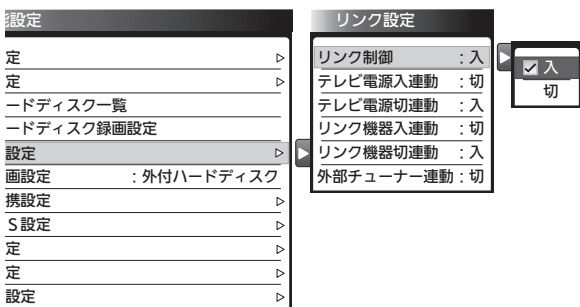 設定
定
定
ードディスク一覧
ードディスク録画設定
設定
画設定 : 外付ハードディスク
携設定
S設定
定
定
設定
リンク設定
リンク制御 : 入
テレビ電源入連動 : 切
テレビ電源切連動 : 入
リンク機器入連動 : 切
リンク機器切連動 : 入
外部チューナー連動 : 切
入
切